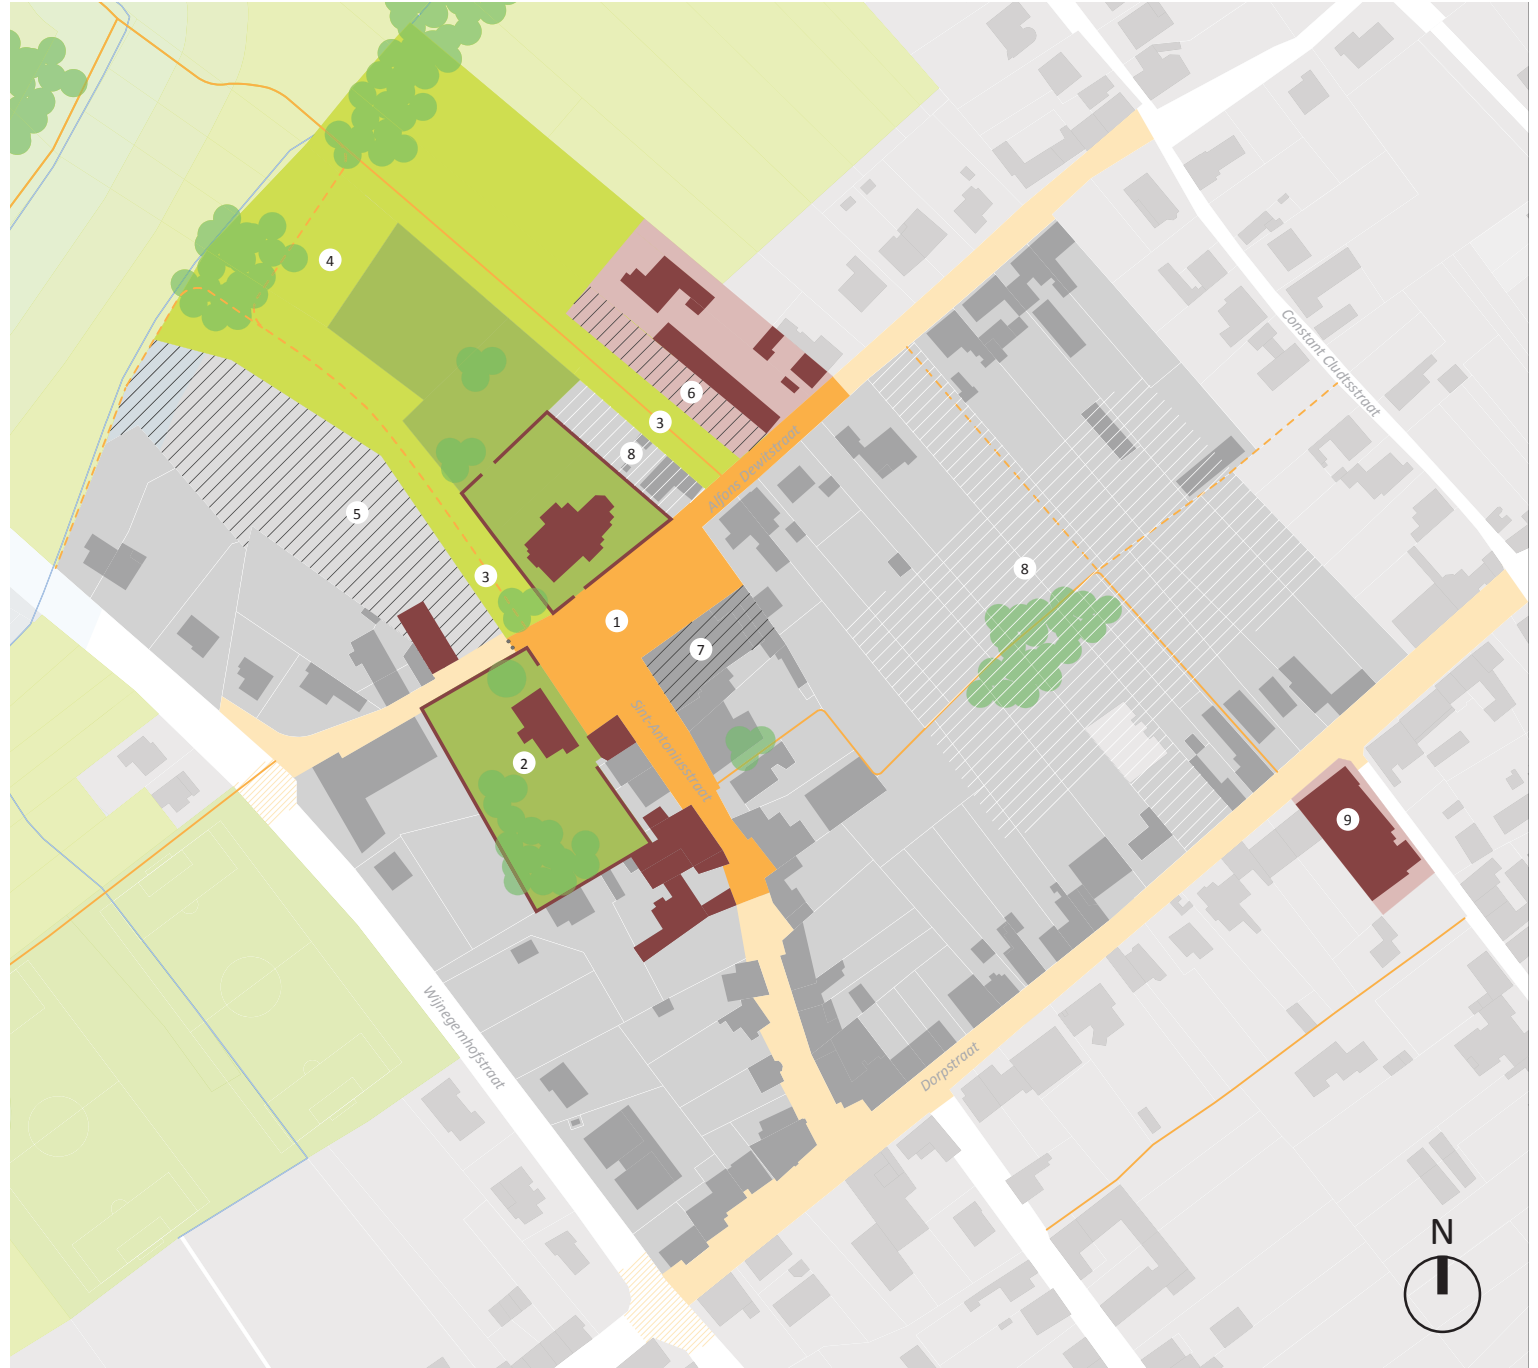 4
6
3
8
5
3
1
7
2
8
9
Alfons Dewitstraat
Constant Cludtsstraat
Sint-Antoniusstraat
Wijnegemhofstraat
Dorpstraat
N